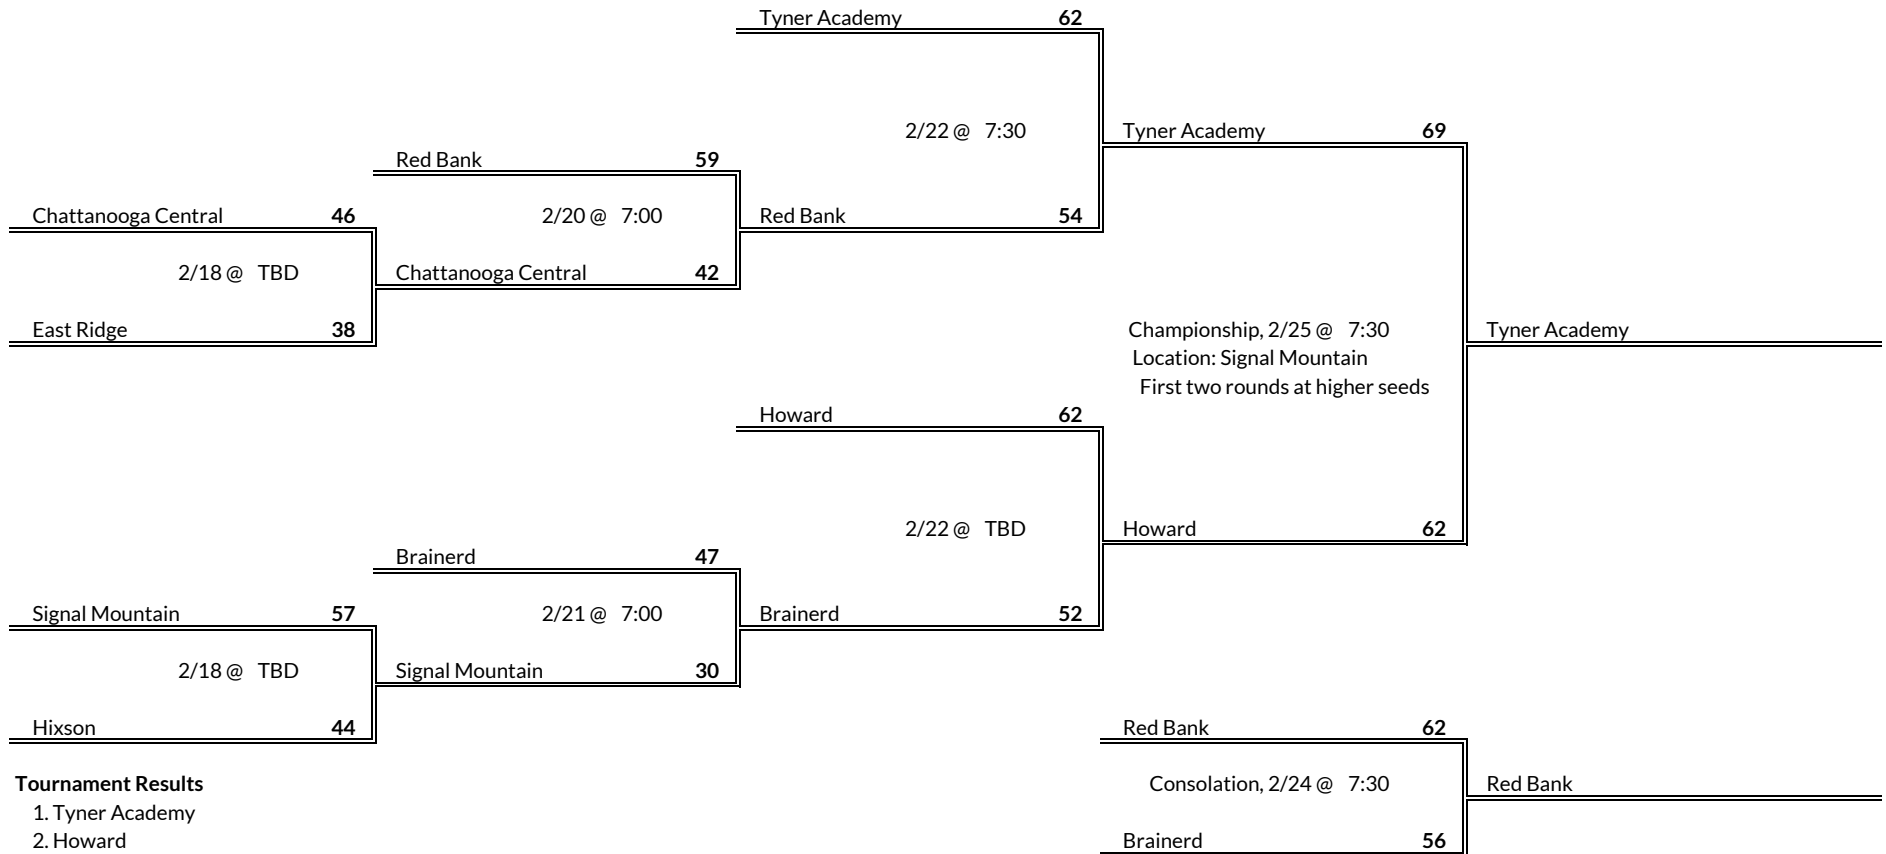 Tyner Academy 62
2/22 @ 7:30
Tyner Academy 69
Red Bank 59
Chattanooga Central 46
2/20 @ 7:00
Red Bank 54
2/18 @ TBD
Chattanooga Central 42
East Ridge 38
Championship, 2/25 @ 7:30
Tyner Academy
Location: Signal Mountain
First two rounds at higher seeds
Howard 62
2/22 @ TBD
Howard 62
Brainerd 47
Signal Mountain 57
2/21 @ 7:00
Brainerd 52
2/18 @ TBD
Signal Mountain 30
Hixson 44
Red Bank 62
Tournament Results
Consolation, 2/24 @ 7:30
Red Bank
1. Tyner Academy
2. Howard
Brainerd 56